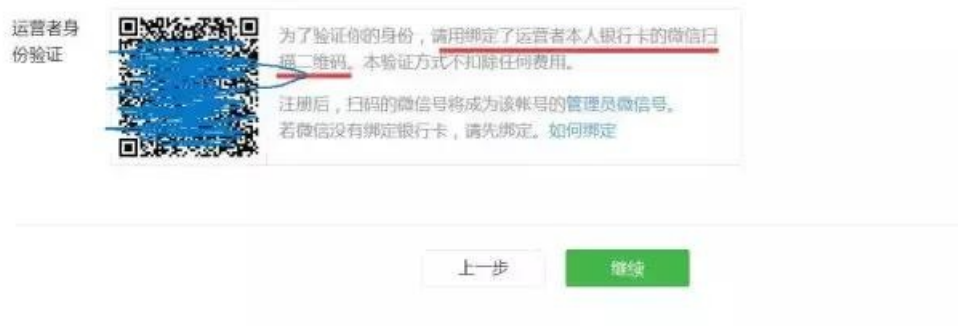 运营者身
份验证
为了验证你的身份，请用绑定了运营者本人银行卡的微信扫
描二维码。本验证方式不扣除任何费用。
注册后，扫码的微信号将成为该帐号的管理员微信号。
若微信没有绑定银行卡，请先绑定。如何绑定
上一步
继续